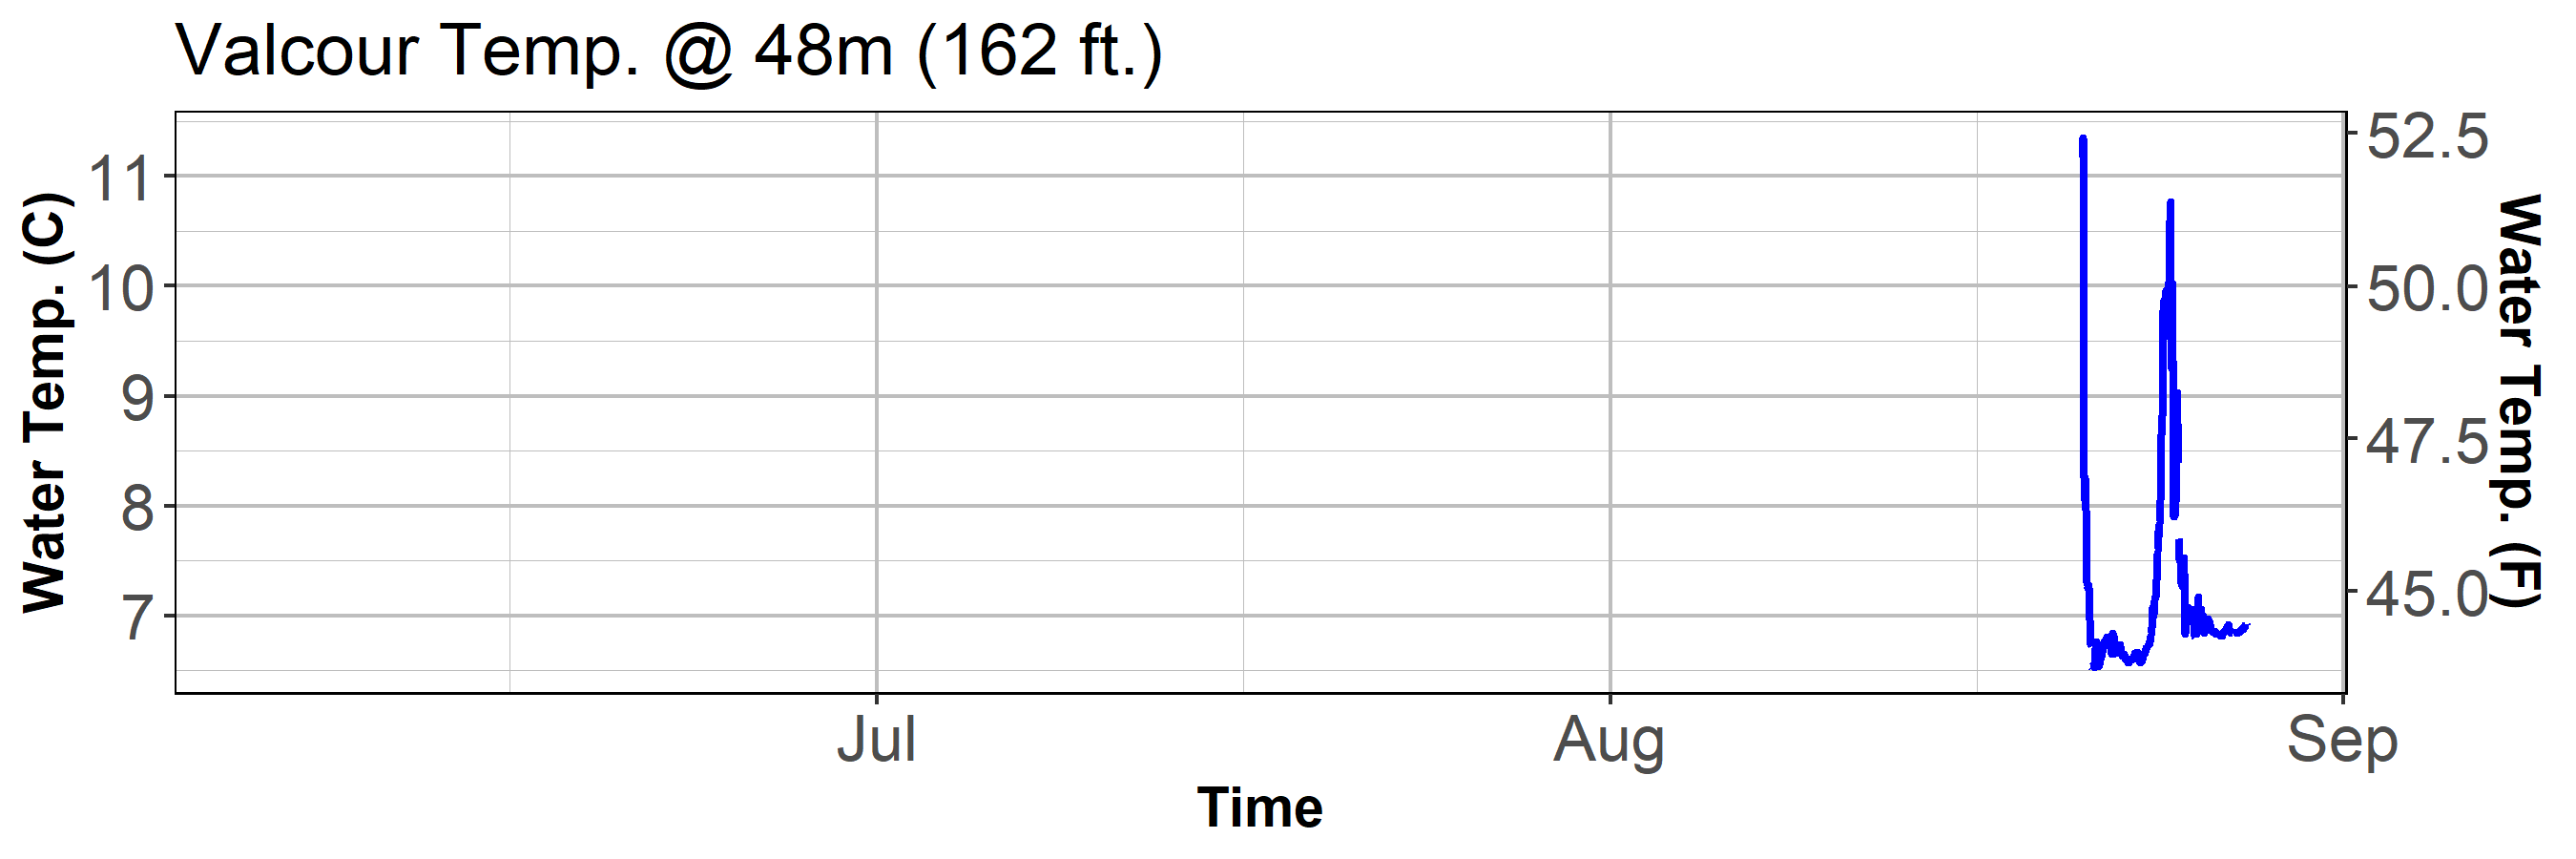 Valcour Temp. @ 48m (162 ft.)
Water Temp. (C)
11
10
9
8
7
52.5
50.0
47.5
45.0
Water Temp. (F)
Jul
Aug
Sep
Time